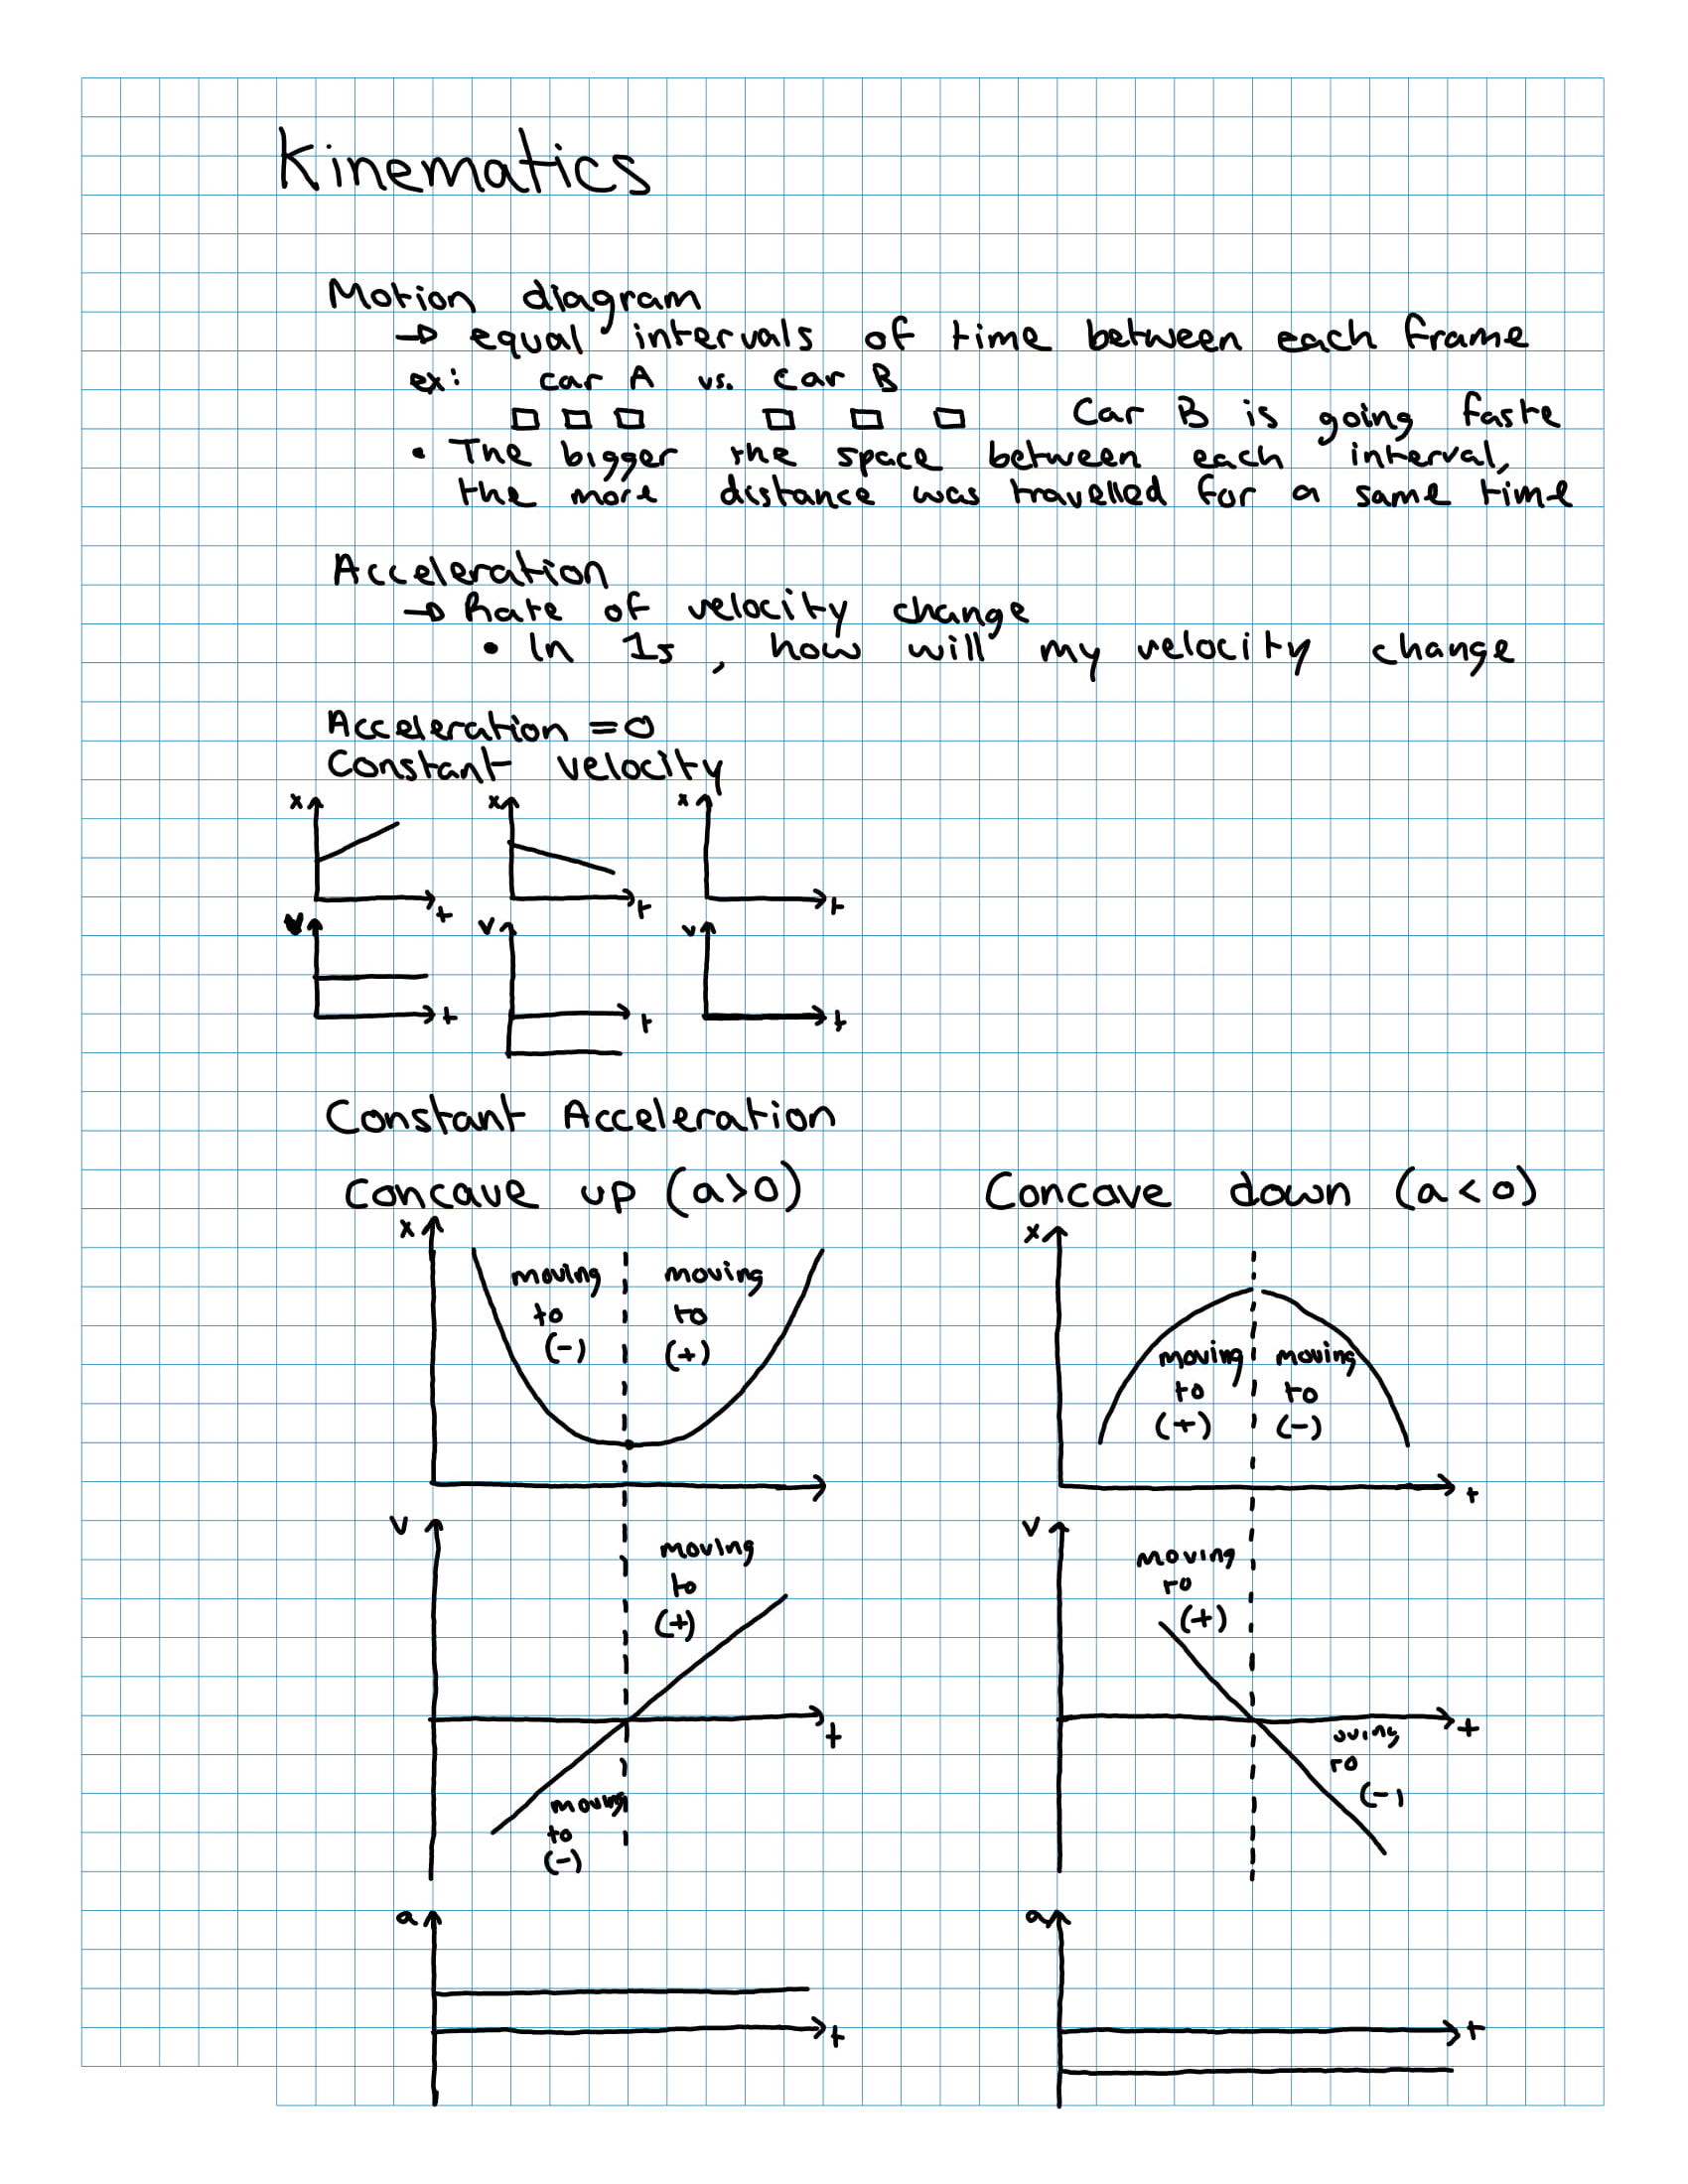 Kinematics
Motion diagram
→ equal intervals of time between each frame
ex: car A vs. car B
Car B is going faste
• The bigger the space between each interval,
the more distance was travelled for a same time
Acceleration
→ Rate of velocity change
• In 1s, how will my velocity change
Acceleration = 0
Constant velocity
x
t
x
t
x
t
v
t
v
t
v
t
Constant Acceleration
Concave up (a>0)
x
moving
to
(-)
moving
to
(+)
v
moving
to
(+)
t
moving
to
(-)
a
t
Concave down (a<0)
x
moving
to
(+)
moving
to
(-)
t
v
moving
to
(+)
t
oving
to
(-)
a
t